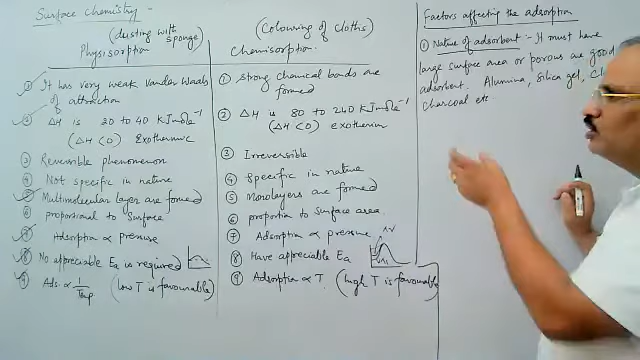 Surface Chemistry -
(dusting with sponge)
Physisorption
① It has very weak Vander Waals
of attraction
② ΔH is 20 to 40 KJmole⁻¹
(ΔH<0) Exothermic
③ Reversible phenomenon
④ Not specific in nature
⑤ Multimolecular layer are formed
⑥ proposional to Surface
⑦ Adsorption ∝ pressure
⑧ No appreciable Ea is required
⑨ Ads. ∝ 1/Temp (low T is favourable)
(Colouring of Cloths)
Chemisorption.
① Strong chemical bonds are
formed
② ΔH is 80 to 240 KJmole⁻¹
(ΔH<0) exotherm
③ Irreversible
④ Specific in nature
⑤ Monolayers are formed
⑥ proportion to Surface area.
⑦ Adsorption ∝ pressure.
⑧ Have appreciable Ea
⑨ Adsorption ∝ T. (high T is favourable)
Factors affecting the adsorption
① Nature of adsorbent - It must have
large surface area or porous are good
adsorbent. Alumina, Silica gel,
charcoal etc